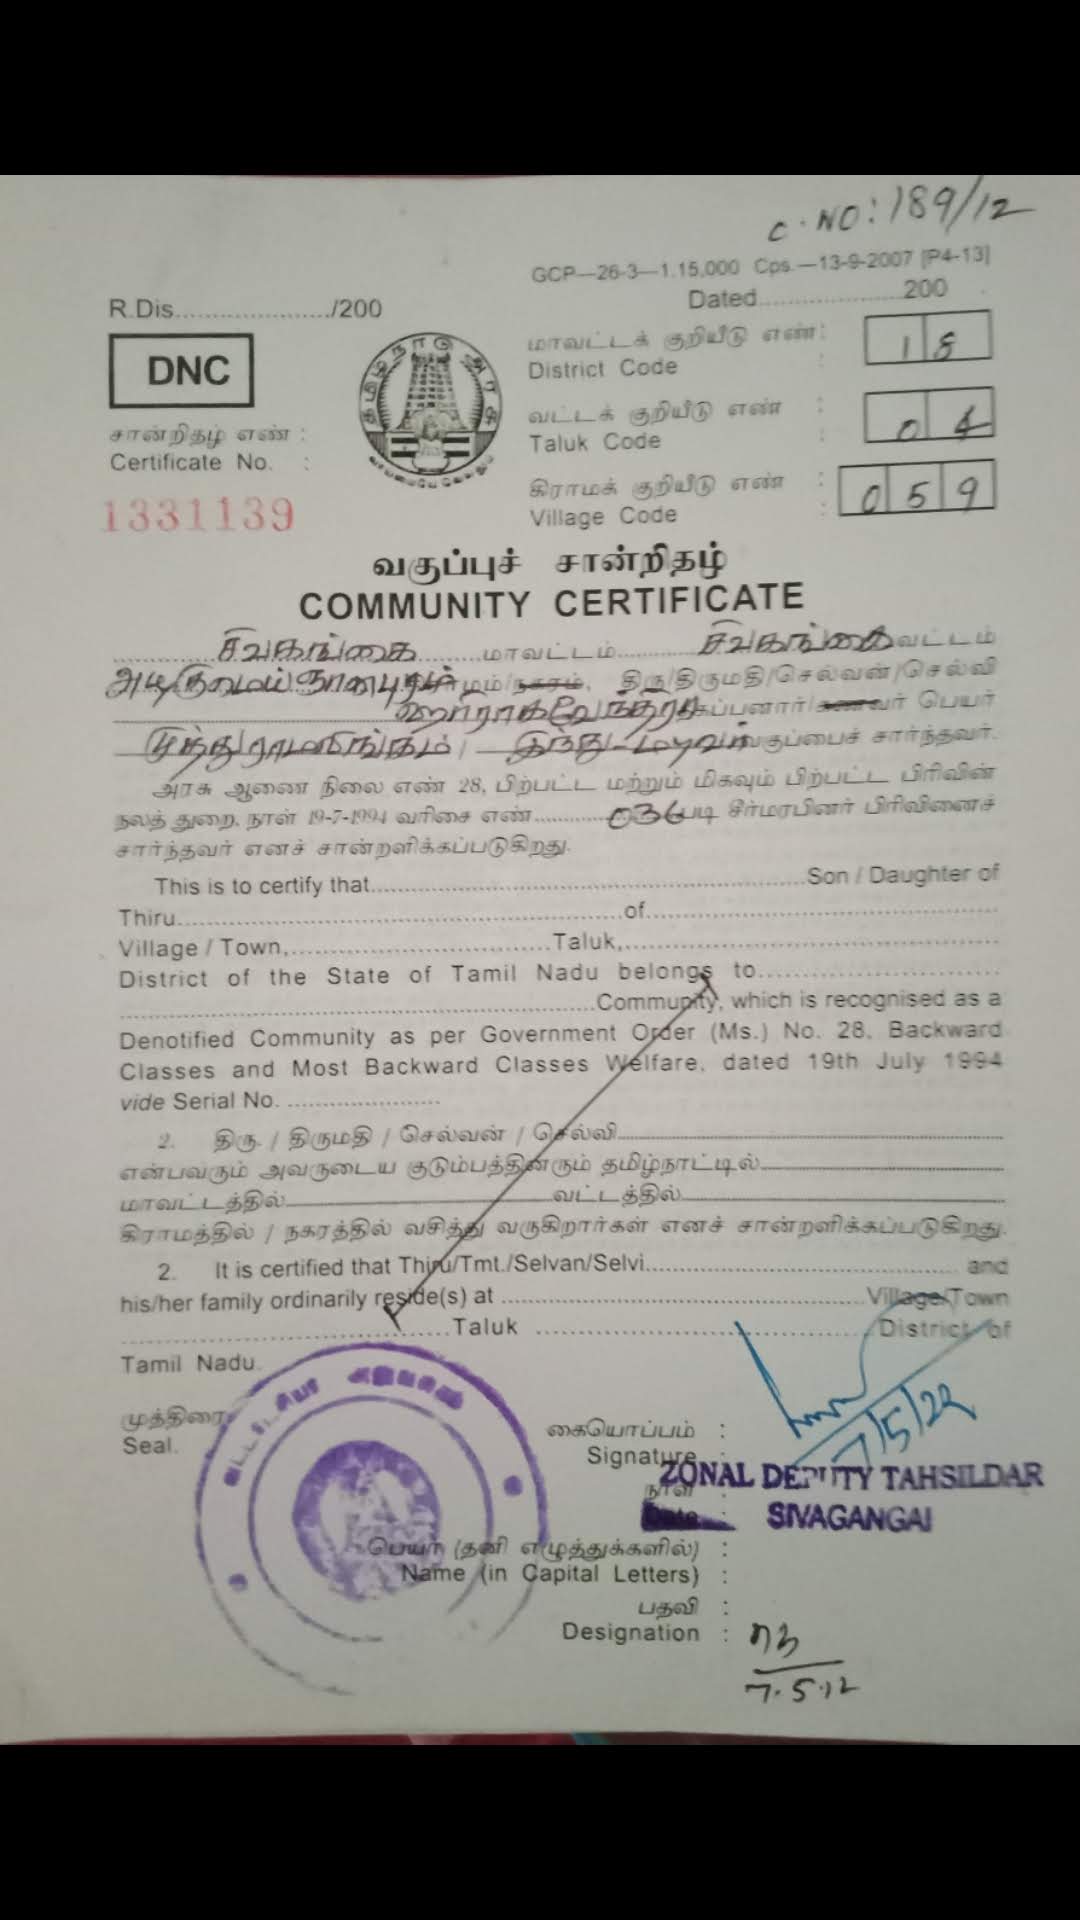 C. NO: 189/12
GCP—26-3—1.15,000 Cps.—13-9-2007 [P4-13]
R.Dis....................../200
Dated....................200
DNC
தமிழ்நாடு அரசு
வாய்மையே வெல்லும்
மாவட்டக் குறியீடு எண் :
District Code :
18
வட்டக் குறியீடு எண் :
Taluk Code :
04
கிராமக் குறியீடு எண் :
Village Code :
059
சான்றிதழ் எண் :
Certificate No. :
1331139
வகுப்புச் சான்றிதழ்
COMMUNITY CERTIFICATE
சிவகங்கை மாவட்டம் சிவகங்கை வட்டம்
/நகரம், திரு/திருமதி/செல்வன்/செல்வி
தகப்பனார்/கணவர் பெயர்
முத்துராமலிங்கம் இந்து-மறவர் வகுப்பைச் சார்ந்தவர்.
அரசு ஆணை நிலை எண் 28, பிற்பட்ட மற்றும் மிகவும் பிற்பட்ட பிரிவின்
நலத் துறை, நாள் 19-7-1994 வரிசை எண் 036 படி சீர்மரபினர் பிரிவினைச்
சார்ந்தவர் எனச் சான்றளிக்கப்படுகிறது.
This is to certify that......................................................Son / Daughter of
Thiru.........................................................of............................................
Village / Town,.................................Taluk,...............................................
District of the State of Tamil Nadu belongs to..............................
............................................................Community, which is recognised as a
Denotified Community as per Government Order (Ms.) No. 28, Backward
Classes and Most Backward Classes Welfare, dated 19th July 1994
vide Serial No. .....................
2. திரு. / திருமதி / செல்வன் / செல்வி
என்பவரும் அவருடைய குடும்பத்தினரும் தமிழ்நாட்டில்
மாவட்டத்தில் வட்டத்தில்
கிராமத்தில் / நகரத்தில் வசித்து வருகிறார்கள் எனச் சான்றளிக்கப்படுகிறது.
2. It is certified that Thiru/Tmt./Selvan/Selvi....................................... and
his/her family ordinarily reside(s) at ............................................. Village/Town
..........................................Taluk ..........................................District of
Tamil Nadu.
முத்திரை
Seal.
கையொப்பம் :
Signature :
ZONAL DEPUTY TAHSILDAR
நாள் :
Date :
SIVAGANGAI
7/5/22
பெயர் (தனி எழுத்துக்களில்) :
Name (in Capital Letters) :
பதவி :
Designation :
7.5.12